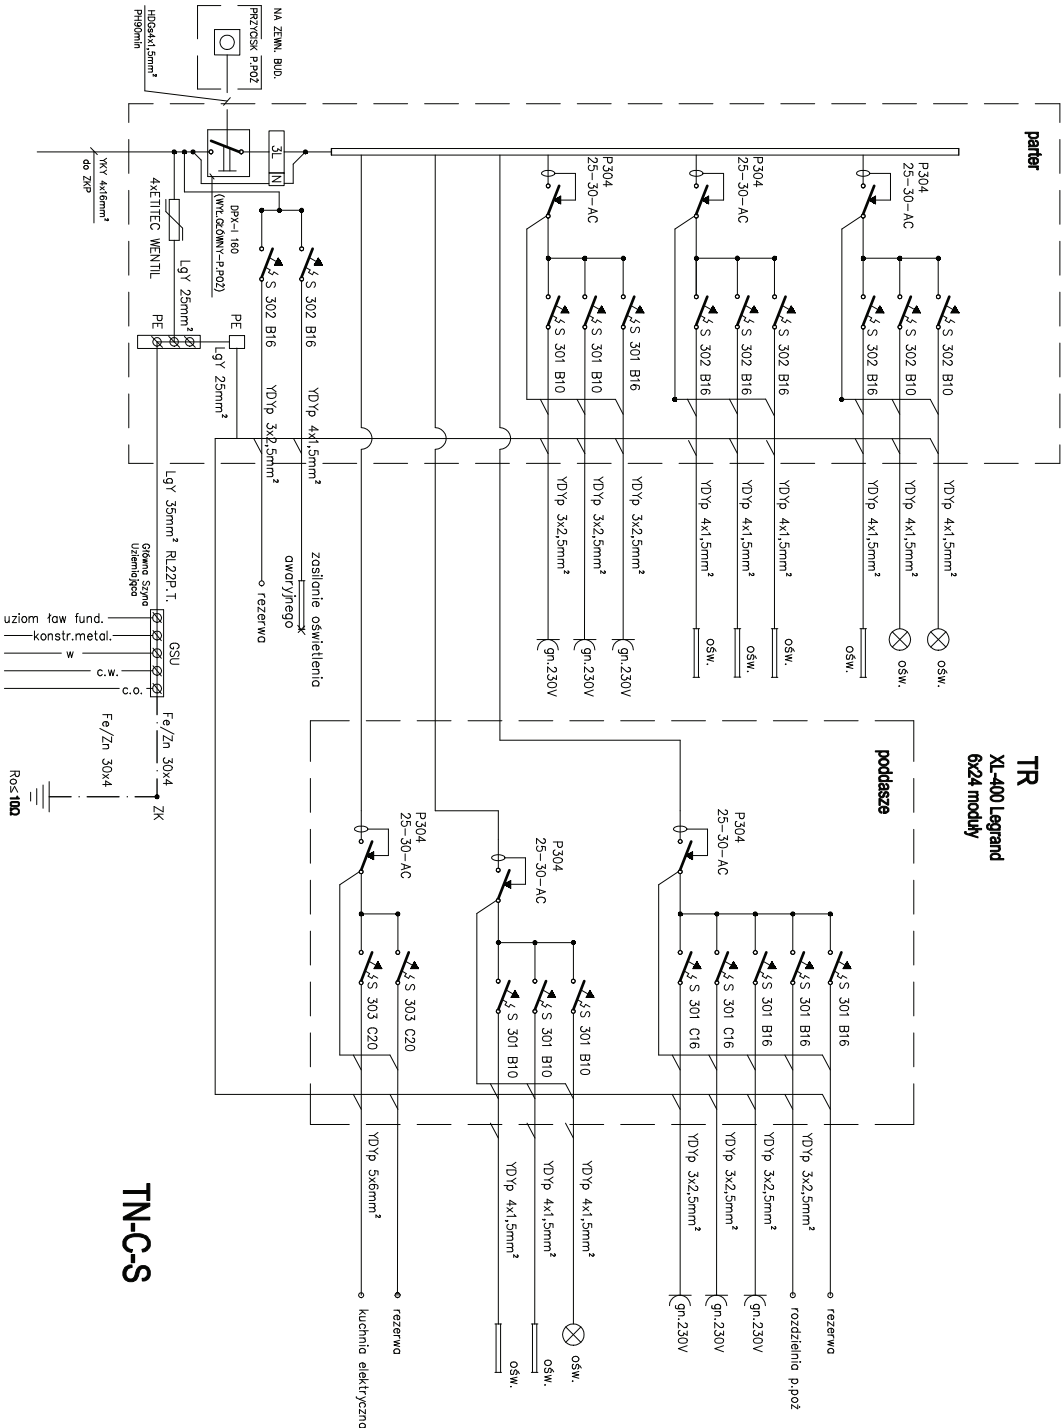 TR
XL-400 Legrand
6x24 moduły
parter
NA ZEWN. BUD.
PRZYCISK P.POŻ
HDGs4x1,5mm²
PH90min
YKY 4x16mm²
do ZKP
3L
N
DPX-I 160
(WYŁ.GŁÓWNY-P.POŻ)
4xETITEC WENTIL
LgY 25mm²
PE
PE
LgY 25mm²
S 302 B16
S 302 B16
YDYp 3x2,5mm²
YDYp 4x1,5mm²
rezerwa
zasilanie oświetlenia
awaryjnego
P304
25-30-AC
S 301 B10
S 301 B10
S 301 B16
YDYp 3x2,5mm²
YDYp 3x2,5mm²
YDYp 3x2,5mm²
gn.230V
gn.230V
gn.230V
P304
25-30-AC
S 302 B16
S 302 B16
S 302 B16
YDYp 4x1,5mm²
YDYp 4x1,5mm²
YDYp 4x1,5mm²
ośw.
ośw.
ośw.
P304
25-30-AC
S 302 B16
S 302 B10
S 302 B10
YDYp 4x1,5mm²
YDYp 4x1,5mm²
YDYp 4x1,5mm²
ośw.
ośw.
ośw.
LgY 35mm² RL22P.T.
Główna Szyna
Uziemiająca
GSU
uziom ław fund.
konstr.metal.
w
c.w.
c.o.
Fe/Zn 30x4
Fe/Zn 30x4
ZK
Ro≤10Ω
poddasze
P304
25-30-AC
S 303 C20
S 303 C20
YDYp 5x6mm²
kuchnia elektryczna
rezerwa
P304
25-30-AC
S 301 B10
S 301 B10
S 301 B10
YDYp 4x1,5mm²
YDYp 4x1,5mm²
YDYp 4x1,5mm²
ośw.
ośw.
ośw.
P304
25-30-AC
S 301 C16
S 301 C16
S 301 B16
S 301 B16
S 301 B16
YDYp 3x2,5mm²
YDYp 3x2,5mm²
YDYp 3x2,5mm²
YDYp 3x2,5mm²
gn.230V
gn.230V
gn.230V
rozdzielnia p.poż
rezerwa
TN-C-S